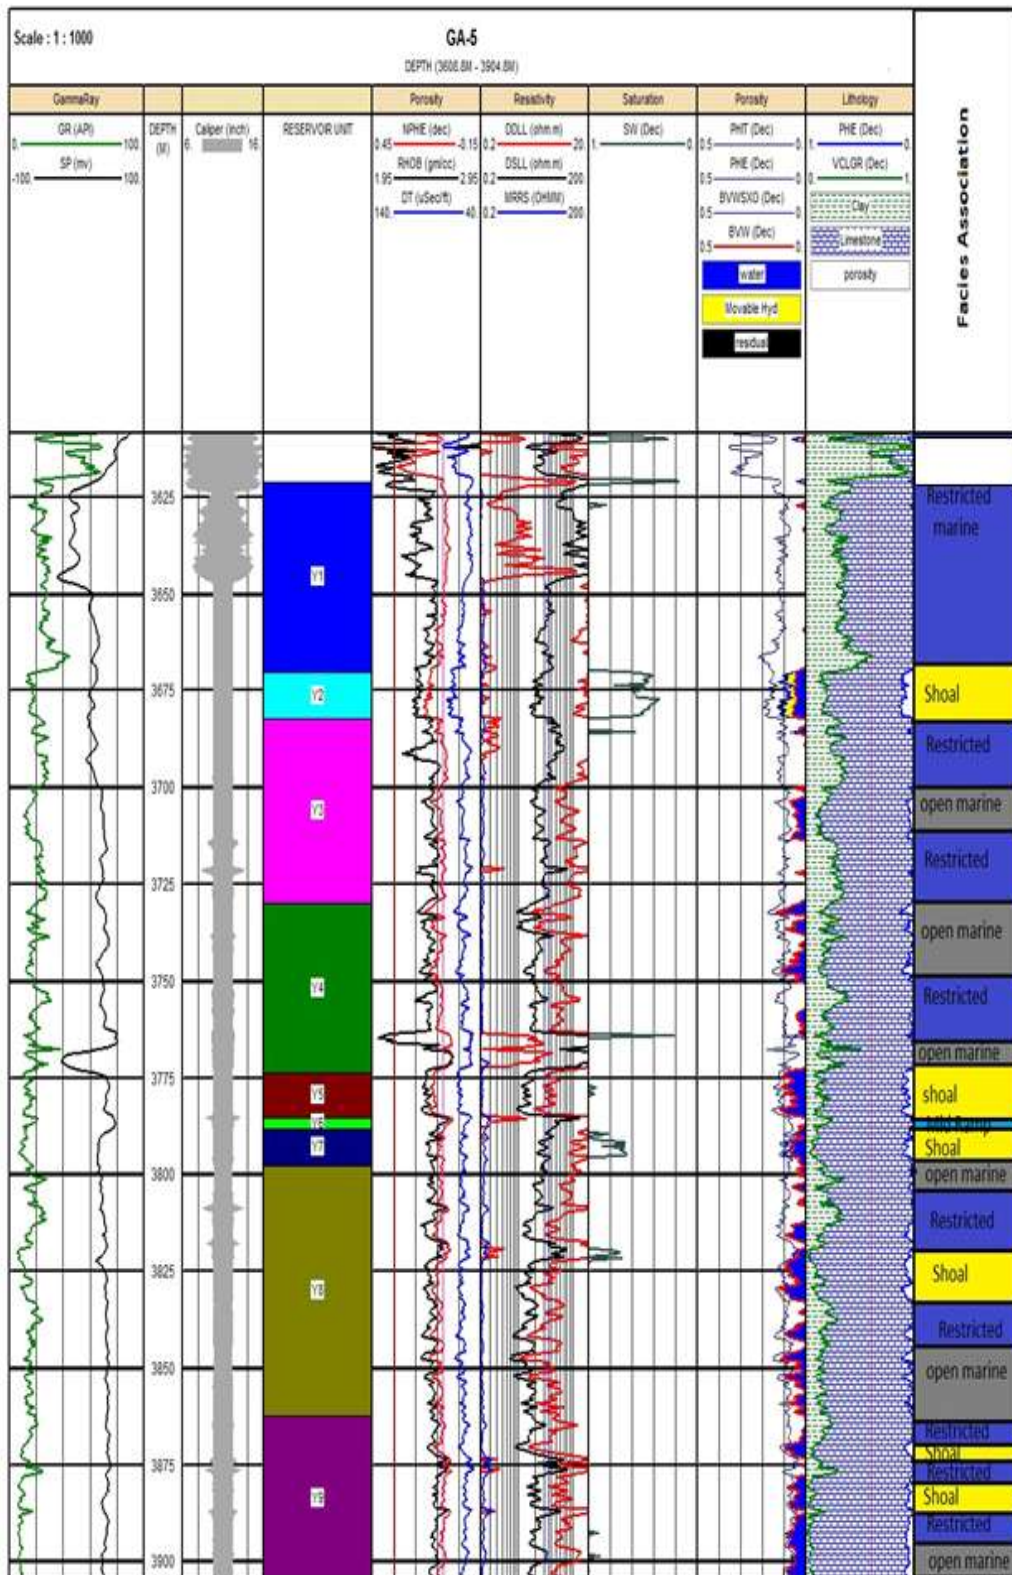 Scale : 1 : 1000
GA-5
DEPTH (3608.8M - 3904.8M)
GammaRay
Porosity
Resistivity
Saturation
Porosity
Lithology
Facies Association
GR (API)
0. 100.
SP (mv)
-100. 100.
DEPTH
(M)
Caliper (inch)
6. 16.
RESERVOIR UNIT
NPHIE (dec)
0.45 -0.15
RHOB (gm/cc)
1.95 2.95
DT (uSec/ft)
140. 40.
DDLL (ohm.m)
0.2 20.
DSLL (ohm.m)
0.2 200.
MRRS (OHMM)
0.2 200.
SW (Dec)
1. 0.
PHIT (Dec)
0.5 0.
PHIE (Dec)
0.5 0.
BVWSXO (Dec)
0.5 0.
BVW (Dec)
0.5 0.
water
Movable Hyd
residual
PHIE (Dec)
1. 0.
VCLGR (Dec)
0. 1.
Clay
Limestone
porosity
3625
3650
3675
3700
3725
3750
3775
3800
3825
3850
3875
3900
Y1
Y2
Y3
Y4
Y5
Y6
Y7
Y8
Y9
Restricted
marine
Shoal
Restricted
open marine
Restricted
open marine
Restricted
open marine
shoal
Mild Ramp
Shoal
open marine
Restricted
Shoal
Restricted
open marine
Restricted
Shoal
Restricted
Shoal
Restricted
open marine